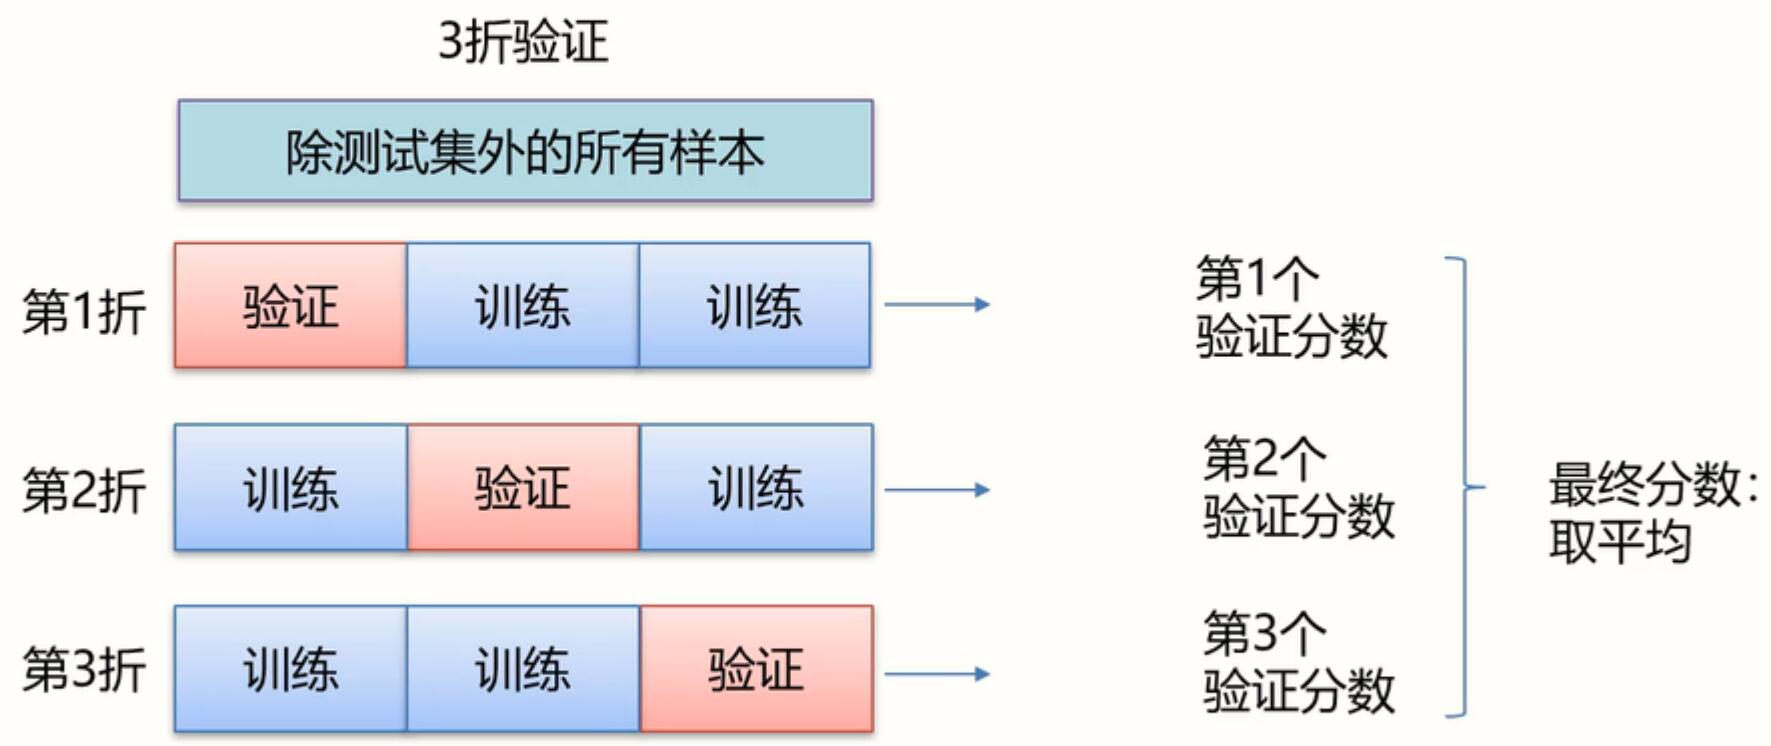 3折验证
除测试集外的所有样本
第1折
验证
训练
训练
第1个
验证分数
第2折
训练
验证
训练
第2个
验证分数
第3折
训练
训练
验证
第3个
验证分数
最终分数：
取平均